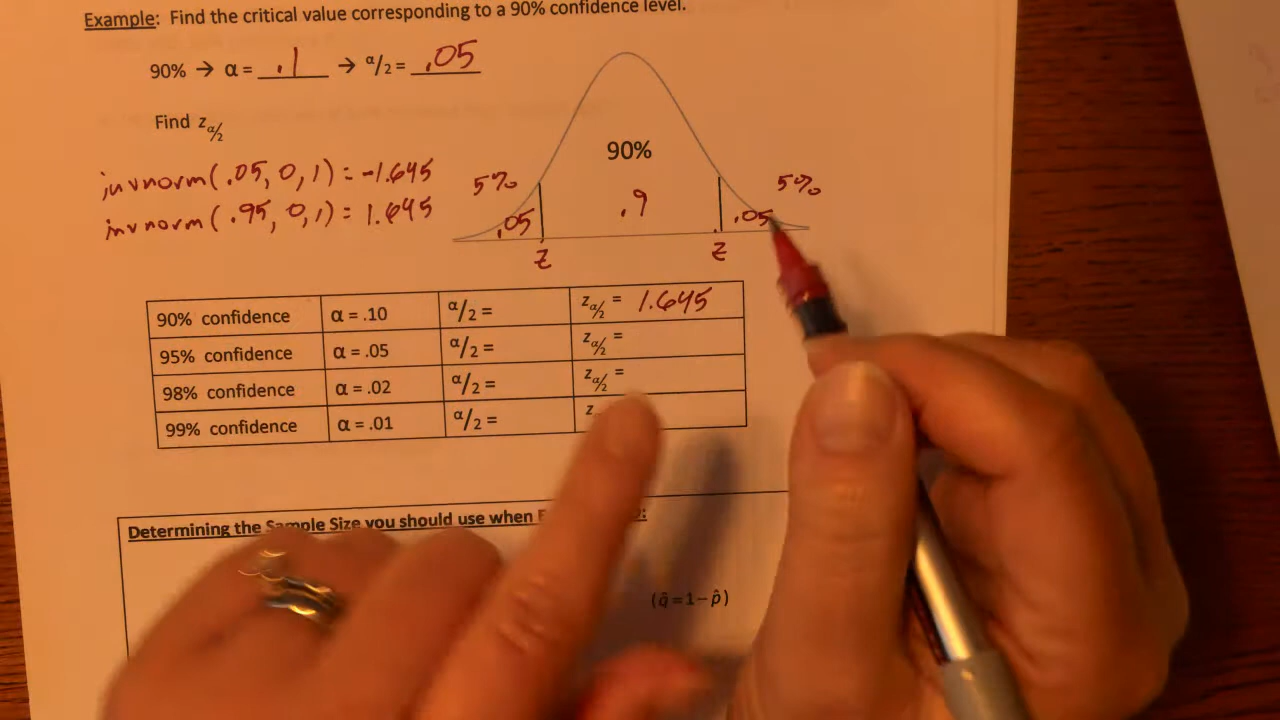 Example: Find the critical value corresponding to a 90% confidence level.
90% → α = .1 → α/2 = .05
Find zα/2
invnorm(.05, 0, 1) = -1.645
invnorm(.95, 0, 1) = 1.645
90%
5% .9 5%
.05 .05
z z
90% confidence α = .10 α/2 = zα/2 = 1.645
95% confidence α = .05 α/2 = zα/2 =
98% confidence α = .02 α/2 = zα/2 =
99% confidence α = .01 α/2 = z
Determining the Sample Size you should use when
(q̂=1−p̂)